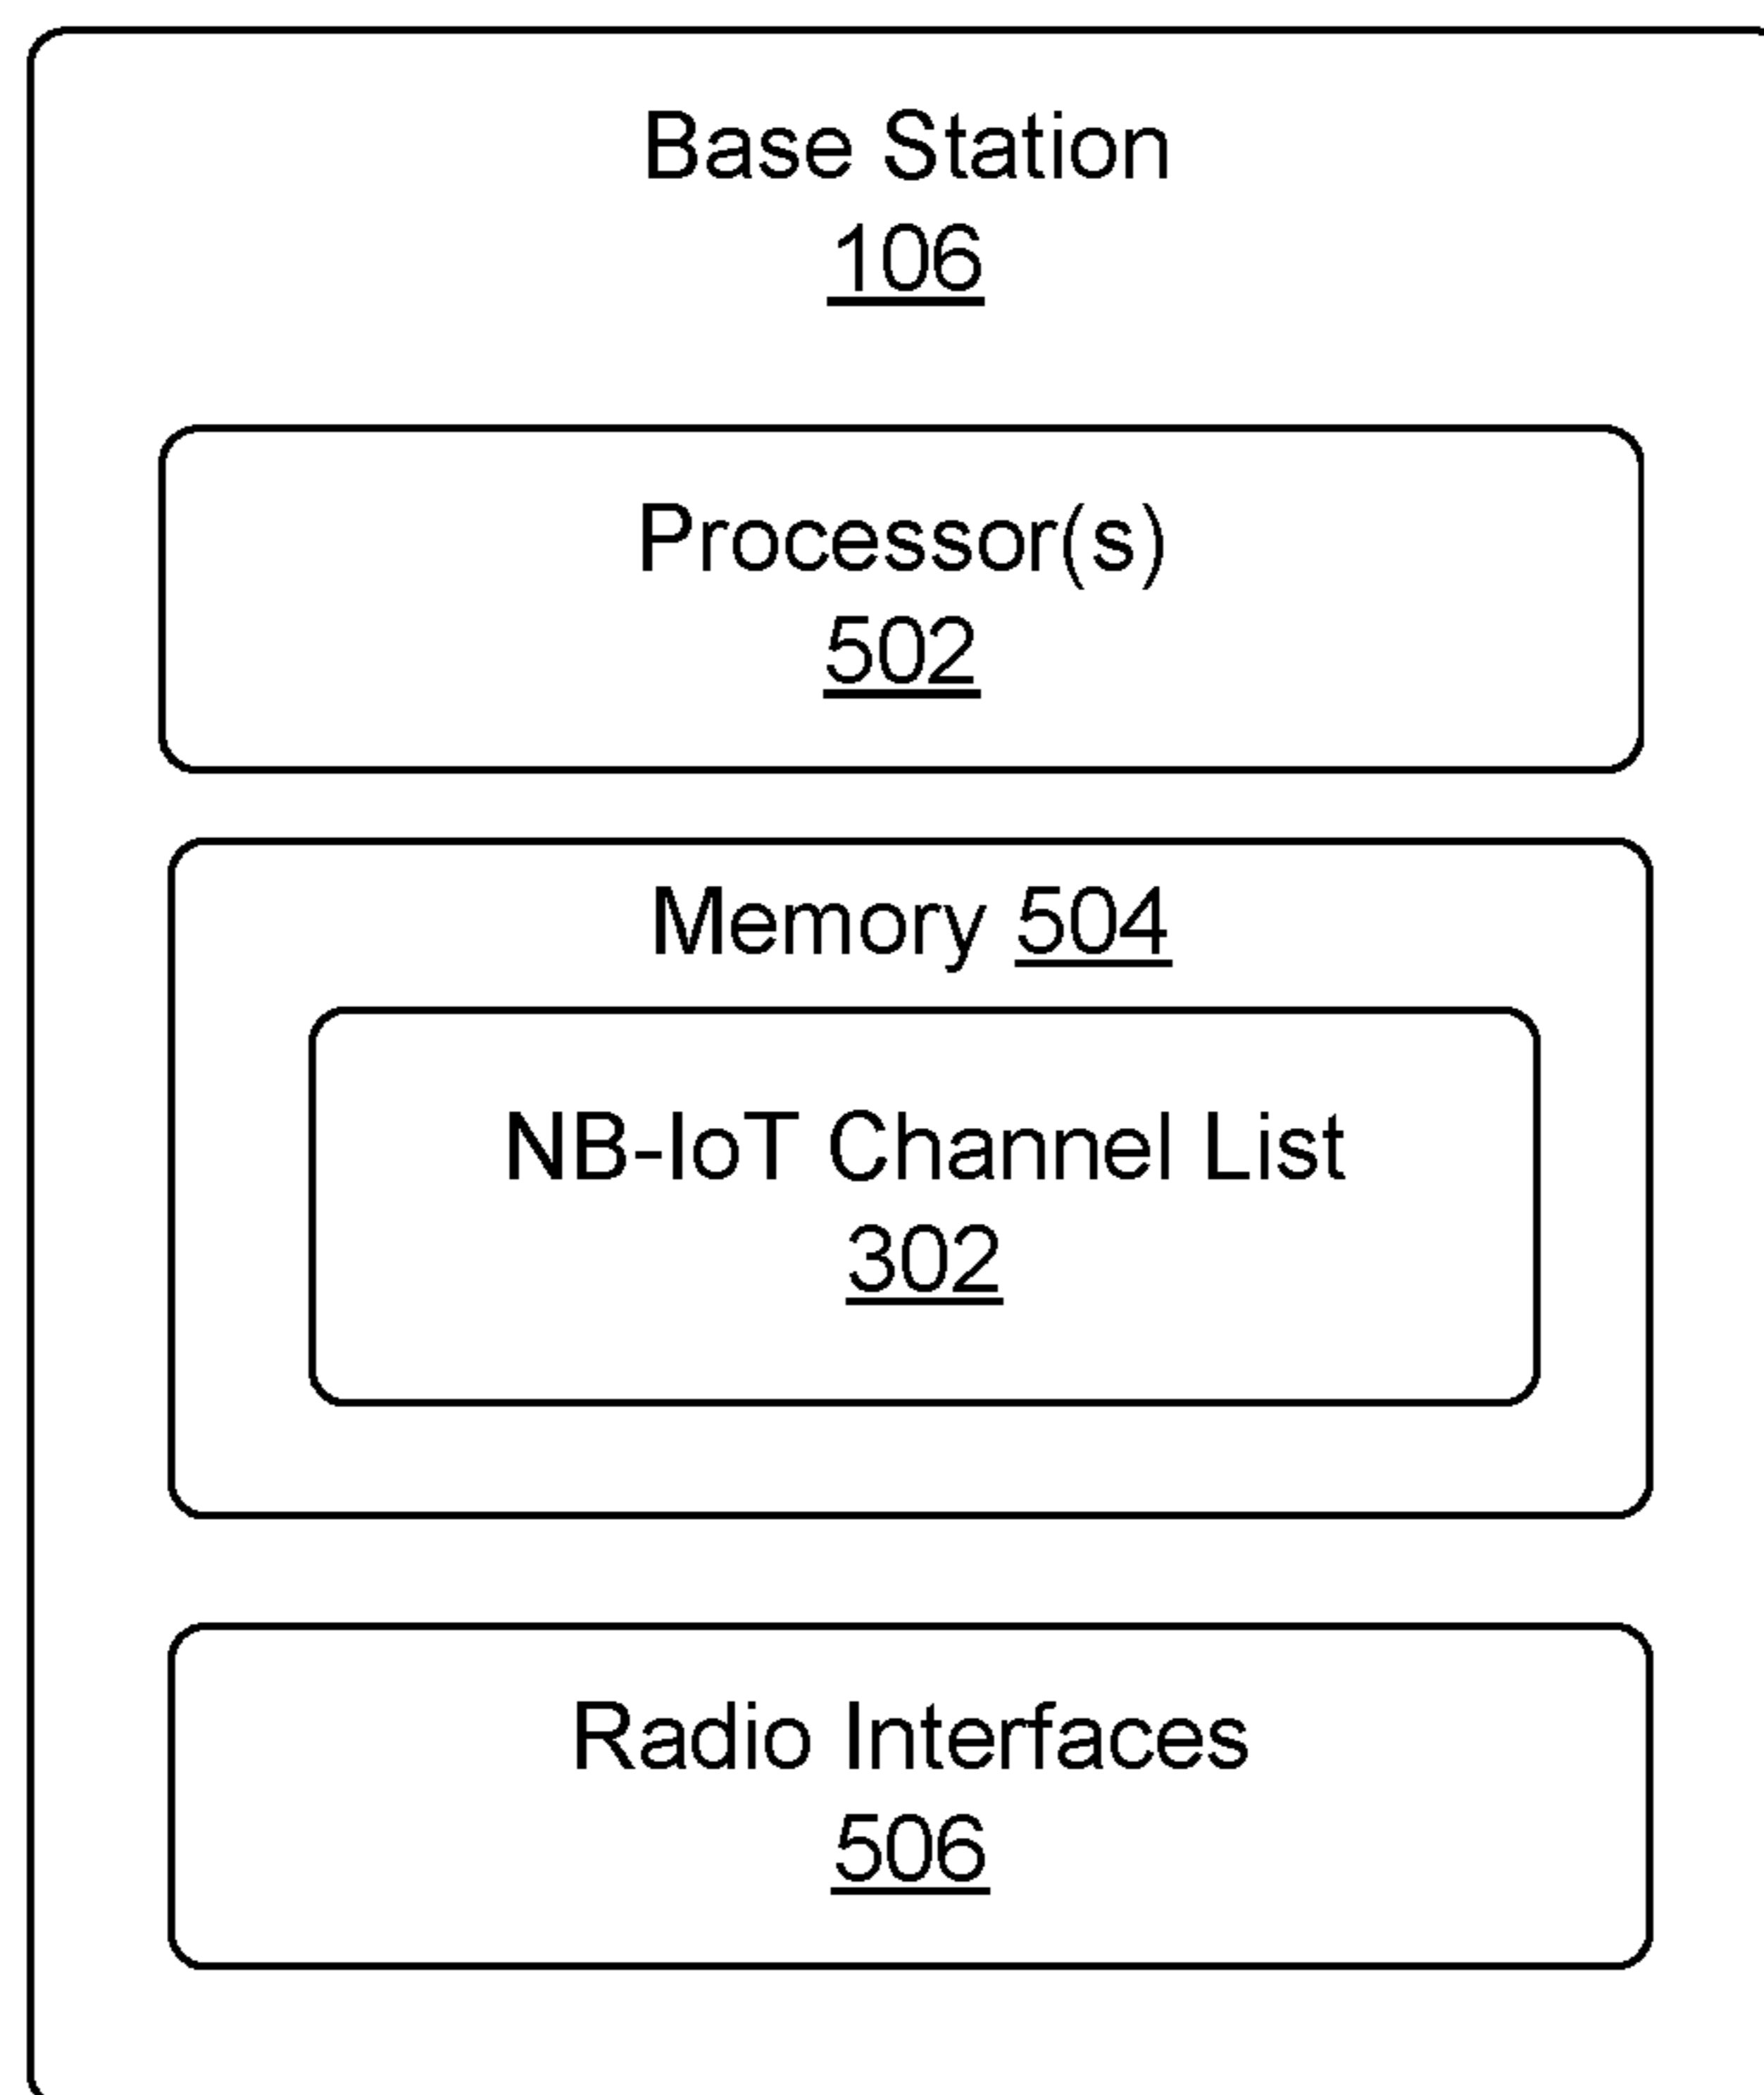 Base Station
106
Processor(s)
502
Memory 504
NB-IoT Channel List
302
Radio Interfaces
506